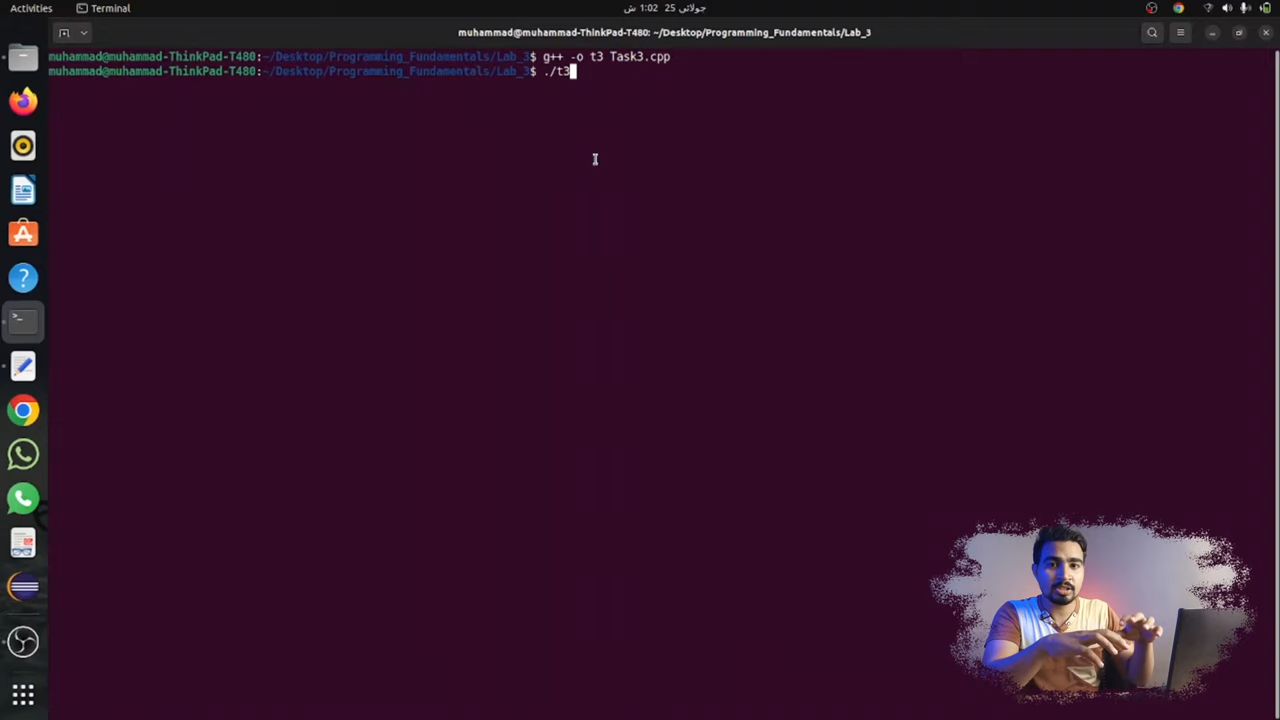 Activities
Terminal
جولائی 25 1:02 ش
muhammad@muhammad-ThinkPad-T480: ~/Desktop/Programming_Fundamentals/Lab_3
muhammad@muhammad-ThinkPad-T480:~/Desktop/Programming_Fundamentals/Lab_3$ g++ -o t3 Task3.cpp
muhammad@muhammad-ThinkPad-T480:~/Desktop/Programming_Fundamentals/Lab_3$ ./t3